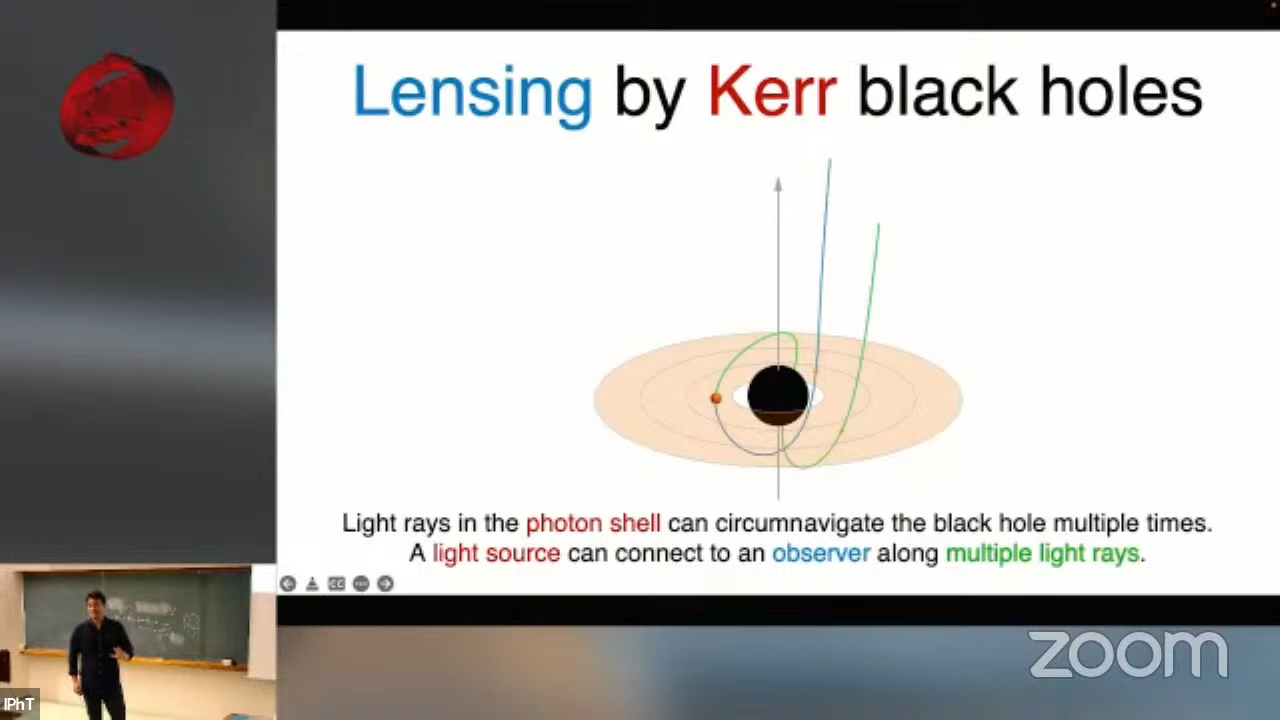 Lensing by Kerr black holes
Light rays in the photon shell can circumnavigate the black hole multiple times.
A light source can connect to an observer along multiple light rays.
CC
zoom
IPhT